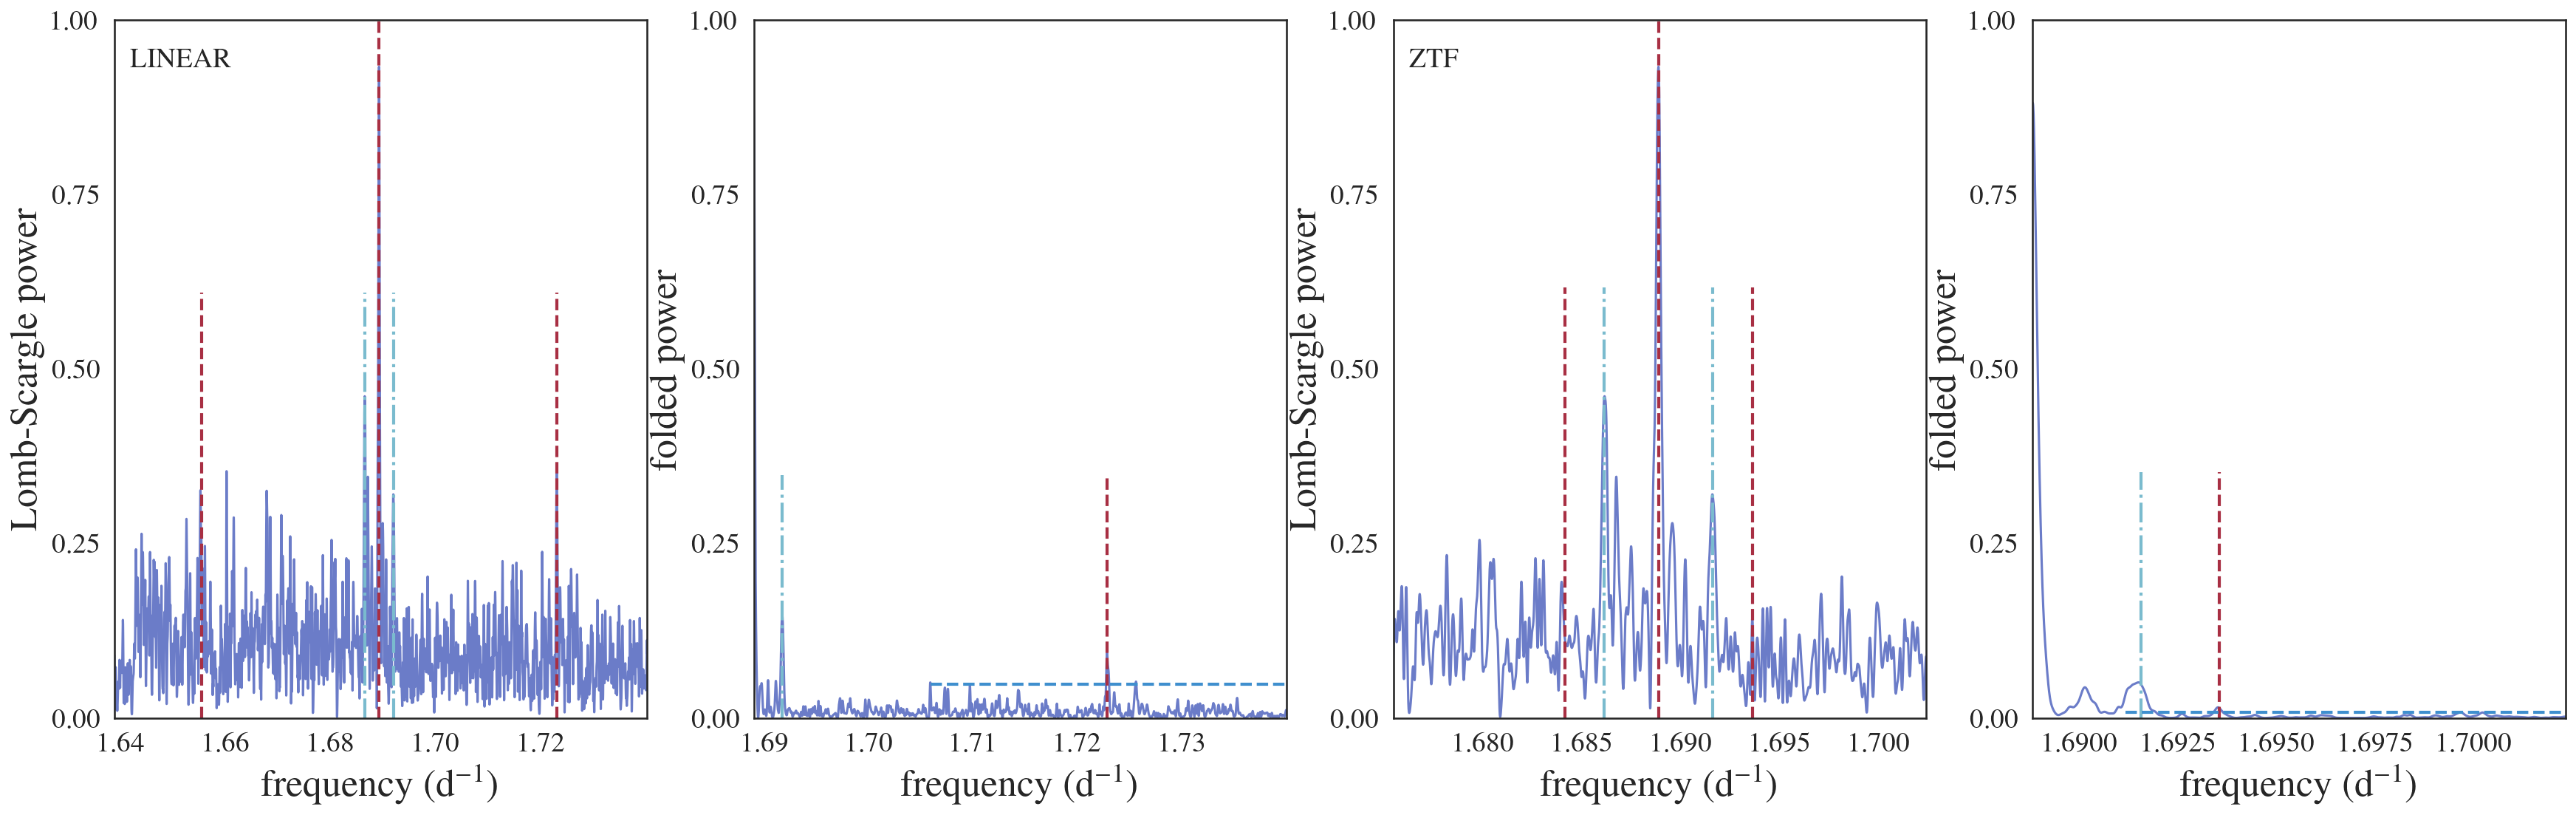 LINEAR
Lomb-Scargle power
1.00
0.75
0.50
0.25
0.00
1.64 1.66 1.68 1.70 1.72
frequency (d⁻¹)
folded power
1.00
0.75
0.50
0.25
0.00
1.69 1.70 1.71 1.72 1.73
frequency (d⁻¹)
ZTF
Lomb-Scargle power
1.00
0.75
0.50
0.25
0.00
1.680 1.685 1.690 1.695 1.700
frequency (d⁻¹)
folded power
1.00
0.75
0.50
0.25
0.00
1.6900 1.6925 1.6950 1.6975 1.7000
frequency (d⁻¹)